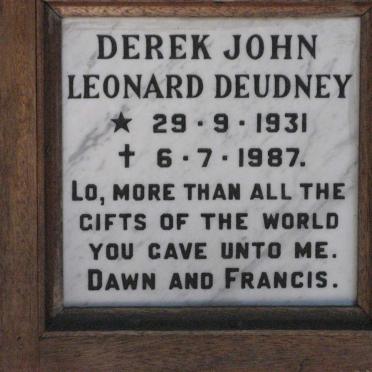 DEREK JOHN
LEONARD DEUDNEY
★ 29·9·1931
✝ 6·7·1987.
LO, MORE THAN ALL THE
GIFTS OF THE WORLD
YOU CAVE UNTO ME.
DAWN AND FRANCIS.